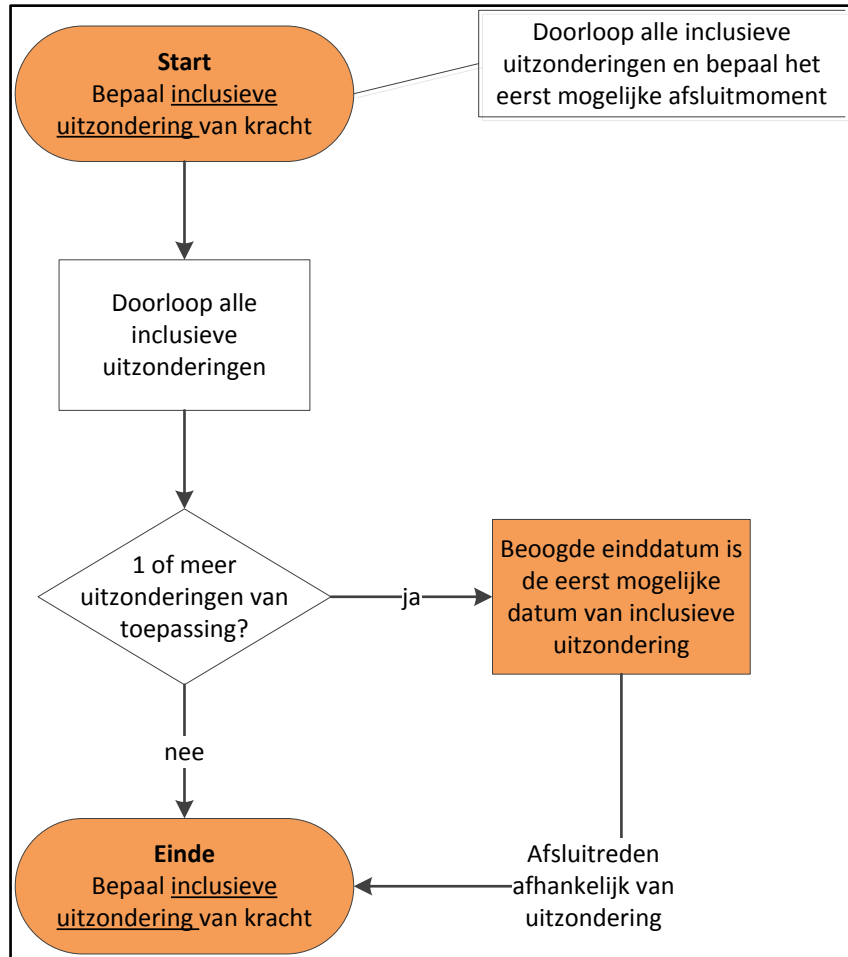 Start
Bepaal inclusieve
uitzondering van kracht
Doorloop alle inclusieve
uitzonderingen en bepaal het
eerst mogelijke afsluitmoment
Doorloop alle
inclusieve
uitzonderingen
1 of meer
uitzonderingen van
toepassing?
ja
Beoogde einddatum is
de eerst mogelijke
datum van inclusieve
uitzondering
nee
Afsluitreden
afhankelijk van
uitzondering
Einde
Bepaal inclusieve
uitzondering van kracht